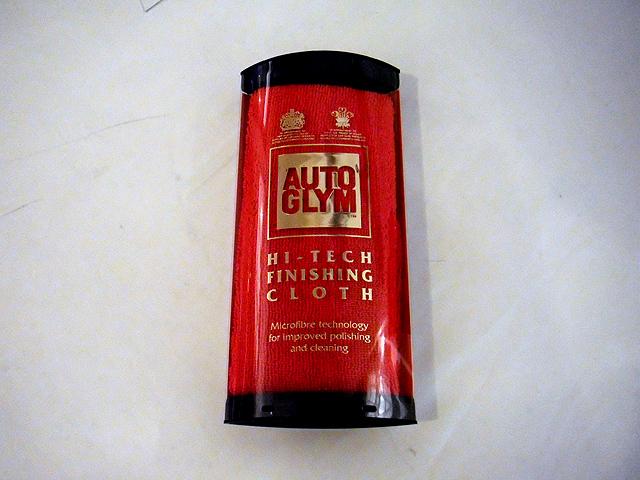 AUTO
GLYM
HI-TECH
FINISHING
CLOTH
Microfibre technology
for improved polishing
and cleaning